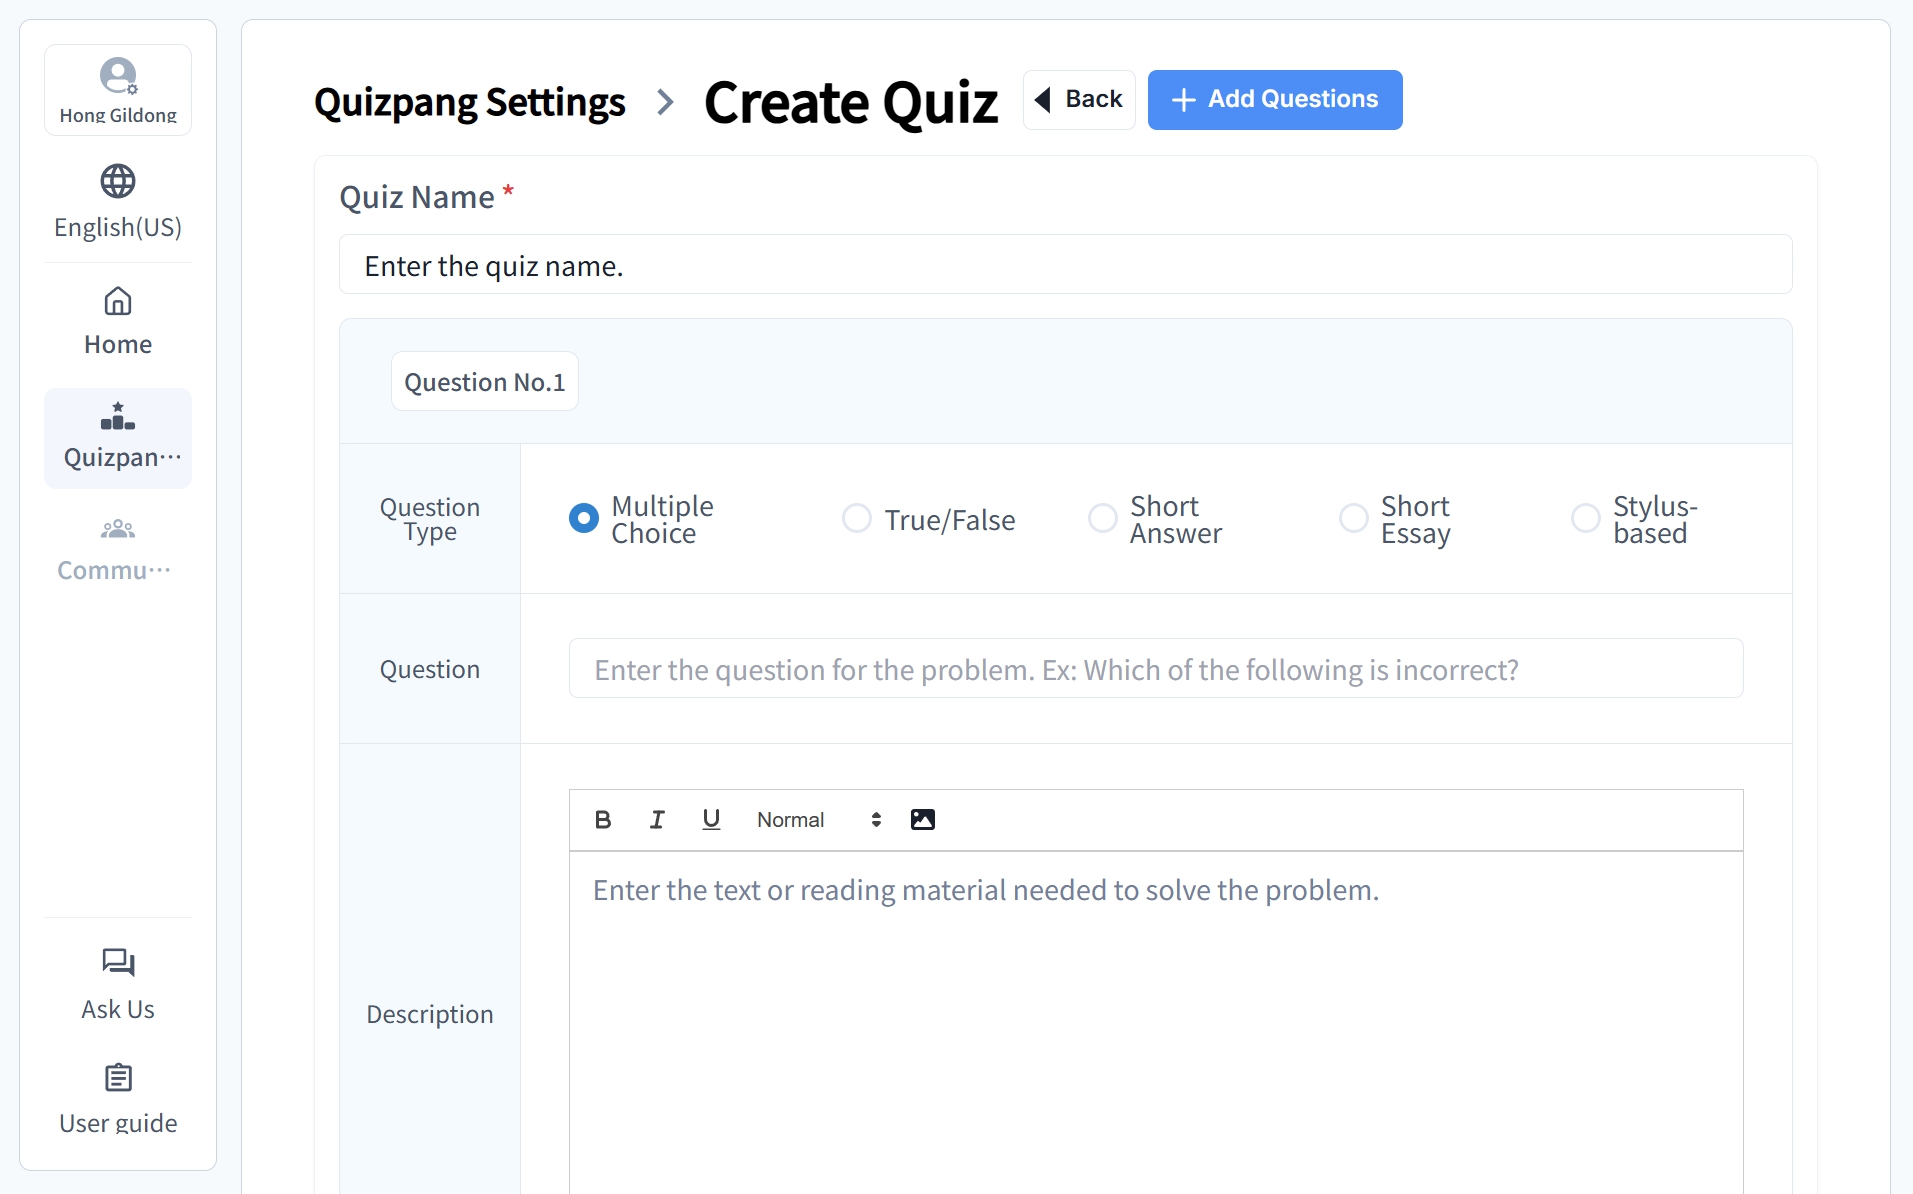 Hong Gildong
English(US)
Home
Quizpan…
Commu…
Ask Us
User guide
Quizpang Settings > Create Quiz
Back
+ Add Questions
Quiz Name *
Enter the quiz name.
Question No.1
Question
Type
Multiple
Choice
True/False
Short
Answer
Short
Essay
Stylus-
based
Question
Enter the question for the problem. Ex: Which of the following is incorrect?
Description
B I U Normal
Enter the text or reading material needed to solve the problem.